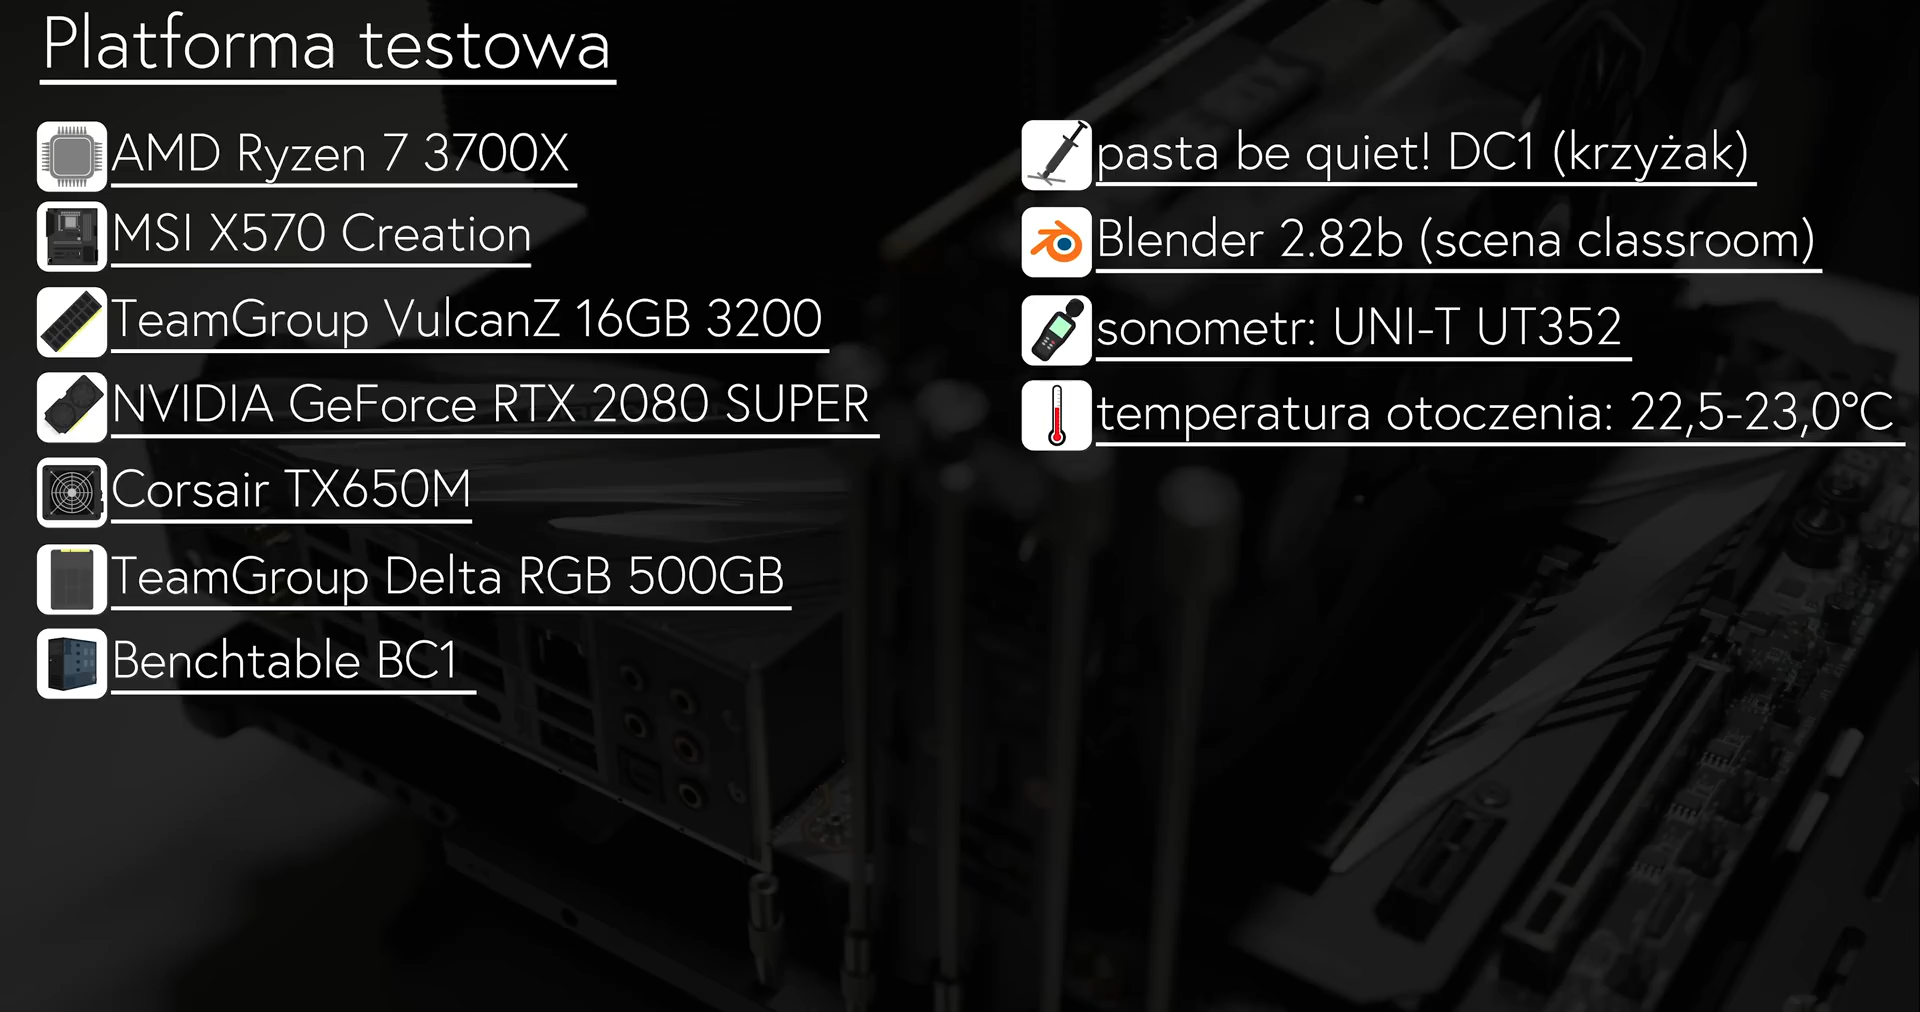 Platforma testowa
AMD Ryzen 7 3700X
MSI X570 Creation
TeamGroup VulcanZ 16GB 3200
NVIDIA GeForce RTX 2080 SUPER
Corsair TX650M
TeamGroup Delta RGB 500GB
Benchtable BC1
pasta be quiet! DC1 (krzyżak)
Blender 2.82b (scena classroom)
sonometr: UNI-T UT352
temperatura otoczenia: 22,5-23,0°C